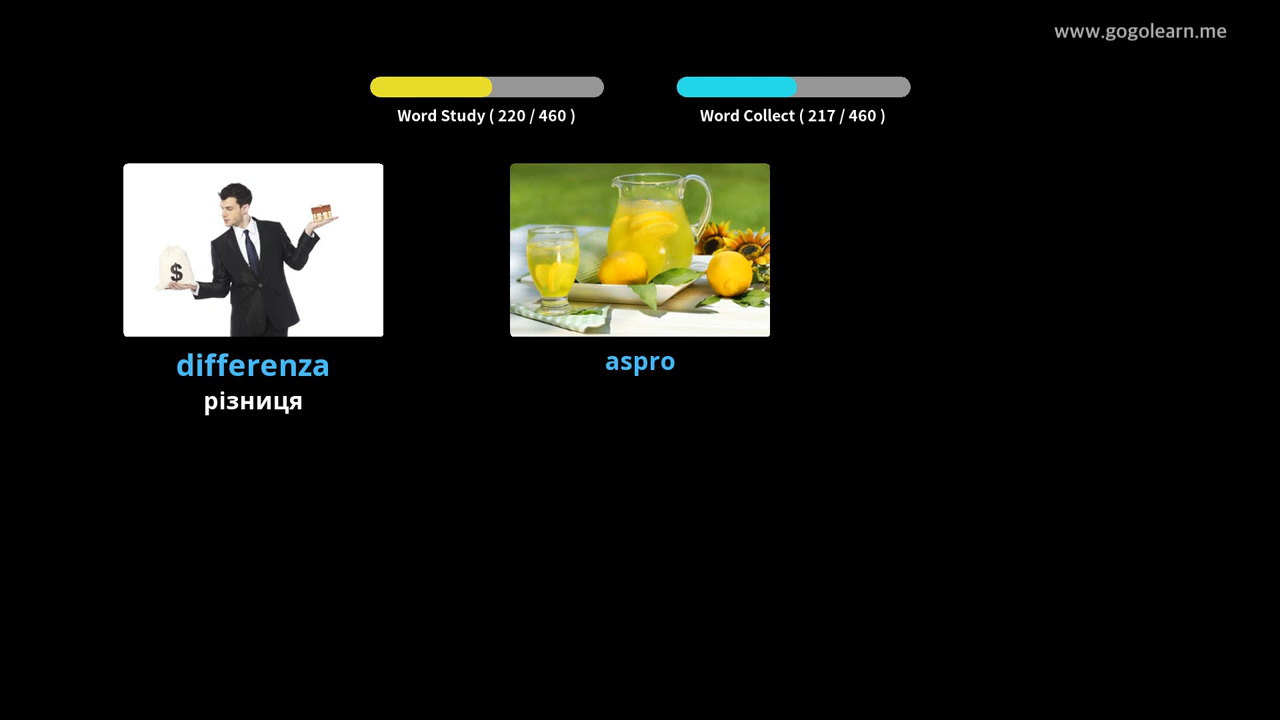 www.gogolearn.me
Word Study ( 220 / 460 )
Word Collect ( 217 / 460 )
$
differenza
різниця
aspro